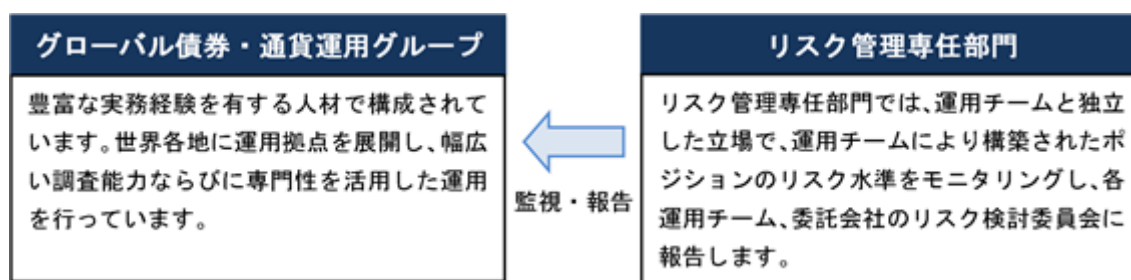 グローバル債券・通貨運用グループ
豊富な実務経験を有する人材で構成されて
います。世界各地に運用拠点を展開し、幅広
い調査能力ならびに専門性を活用した運用
を行っています。
監視・報告
リスク管理専任部門
リスク管理専任部門では、運用チームと独立
した立場で、運用チームにより構築されたポ
ジションのリスク水準をモニタリングし、各
運用チーム、委託会社のリスク検討委員会に
報告します。